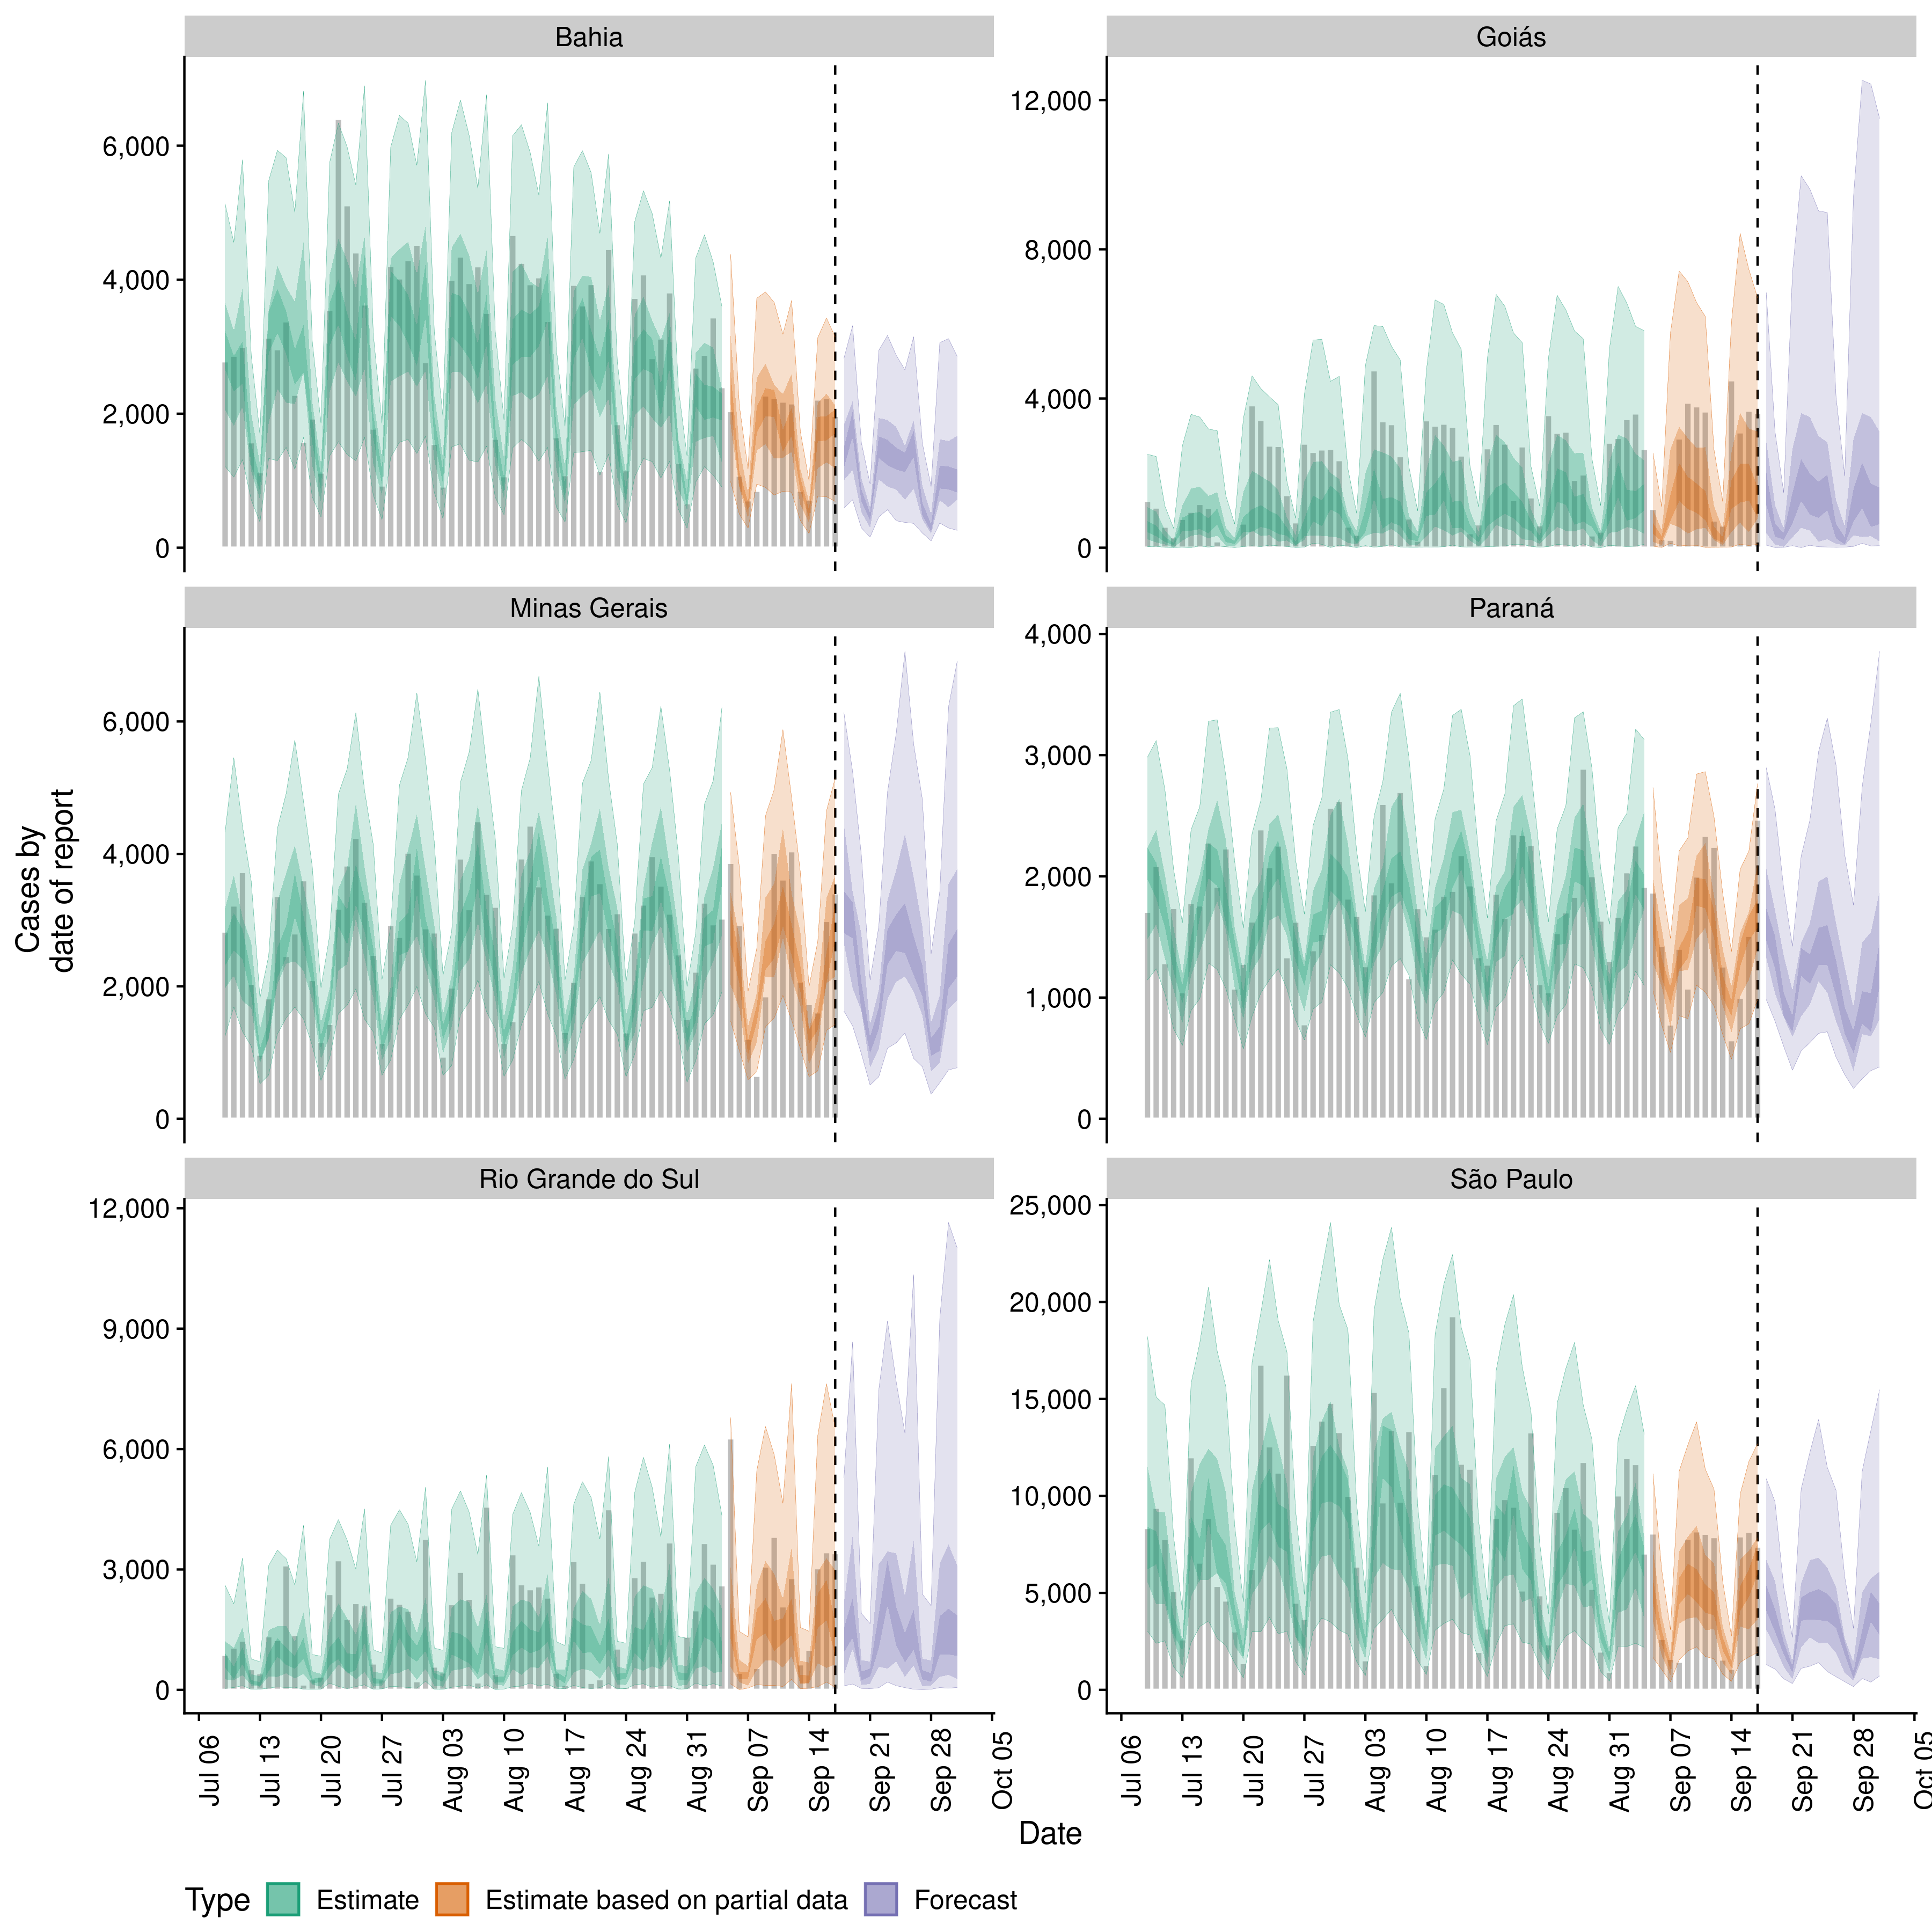 Bahia
Goiás
6,000
4,000
2,000
0
12,000
8,000
4,000
0
Minas Gerais
Paraná
6,000
4,000
2,000
0
4,000
3,000
2,000
1,000
0
Cases by
date of report
Rio Grande do Sul
São Paulo
12,000
9,000
6,000
3,000
0
25,000
20,000
15,000
10,000
5,000
0
Jul 06
Jul 13
Jul 20
Jul 27
Aug 03
Aug 10
Aug 17
Aug 24
Aug 31
Sep 07
Sep 14
Sep 21
Sep 28
Oct 05
Jul 06
Jul 13
Jul 20
Jul 27
Aug 03
Aug 10
Aug 17
Aug 24
Aug 31
Sep 07
Sep 14
Sep 21
Sep 28
Oct 05
Date
Type
Estimate
Estimate based on partial data
Forecast